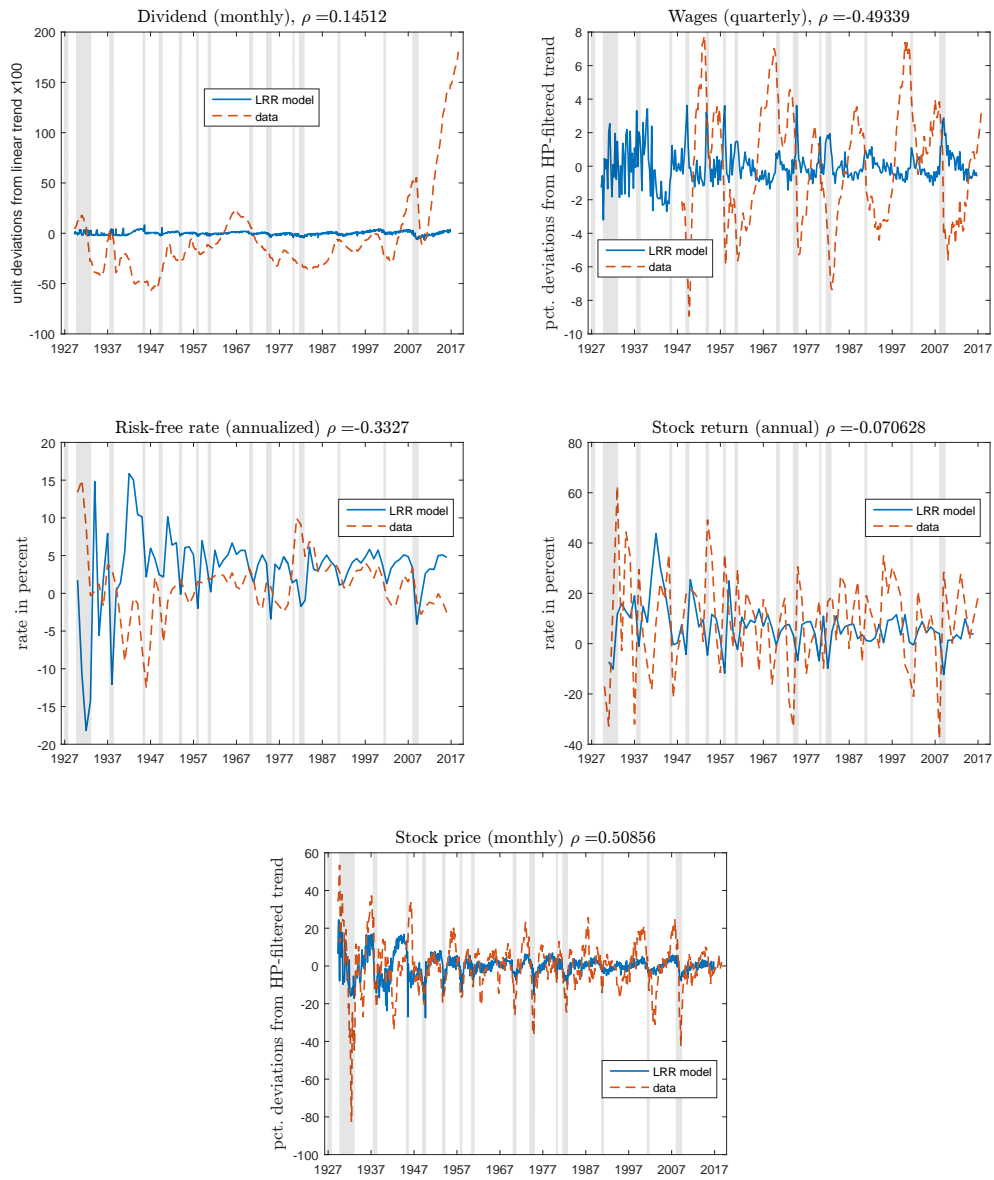 Dividend (monthly), ρ =0.14512
unit deviations from linear trend x100
200
150
100
50
0
-50
-100
LRR model
data
1927 1937 1947 1957 1967 1977 1987 1997 2007 2017
Wages (quarterly), ρ =-0.49339
pct. deviations from HP-filtered trend
8
6
4
2
0
-2
-4
-6
-8
-10
LRR model
data
1927 1937 1947 1957 1967 1977 1987 1997 2007 2017
Risk-free rate (annualized) ρ =-0.3327
rate in percent
20
15
10
5
0
-5
-10
-15
-20
LRR model
data
1927 1937 1947 1957 1967 1977 1987 1997 2007 2017
Stock return (annual) ρ =-0.070628
rate in percent
80
60
40
20
0
-20
-40
LRR model
data
1927 1937 1947 1957 1967 1977 1987 1997 2007 2017
Stock price (monthly) ρ =0.50856
pct. deviations from HP-filtered trend
60
40
20
0
-20
-40
-60
-80
-100
LRR model
data
1927 1937 1947 1957 1967 1977 1987 1997 2007 2017